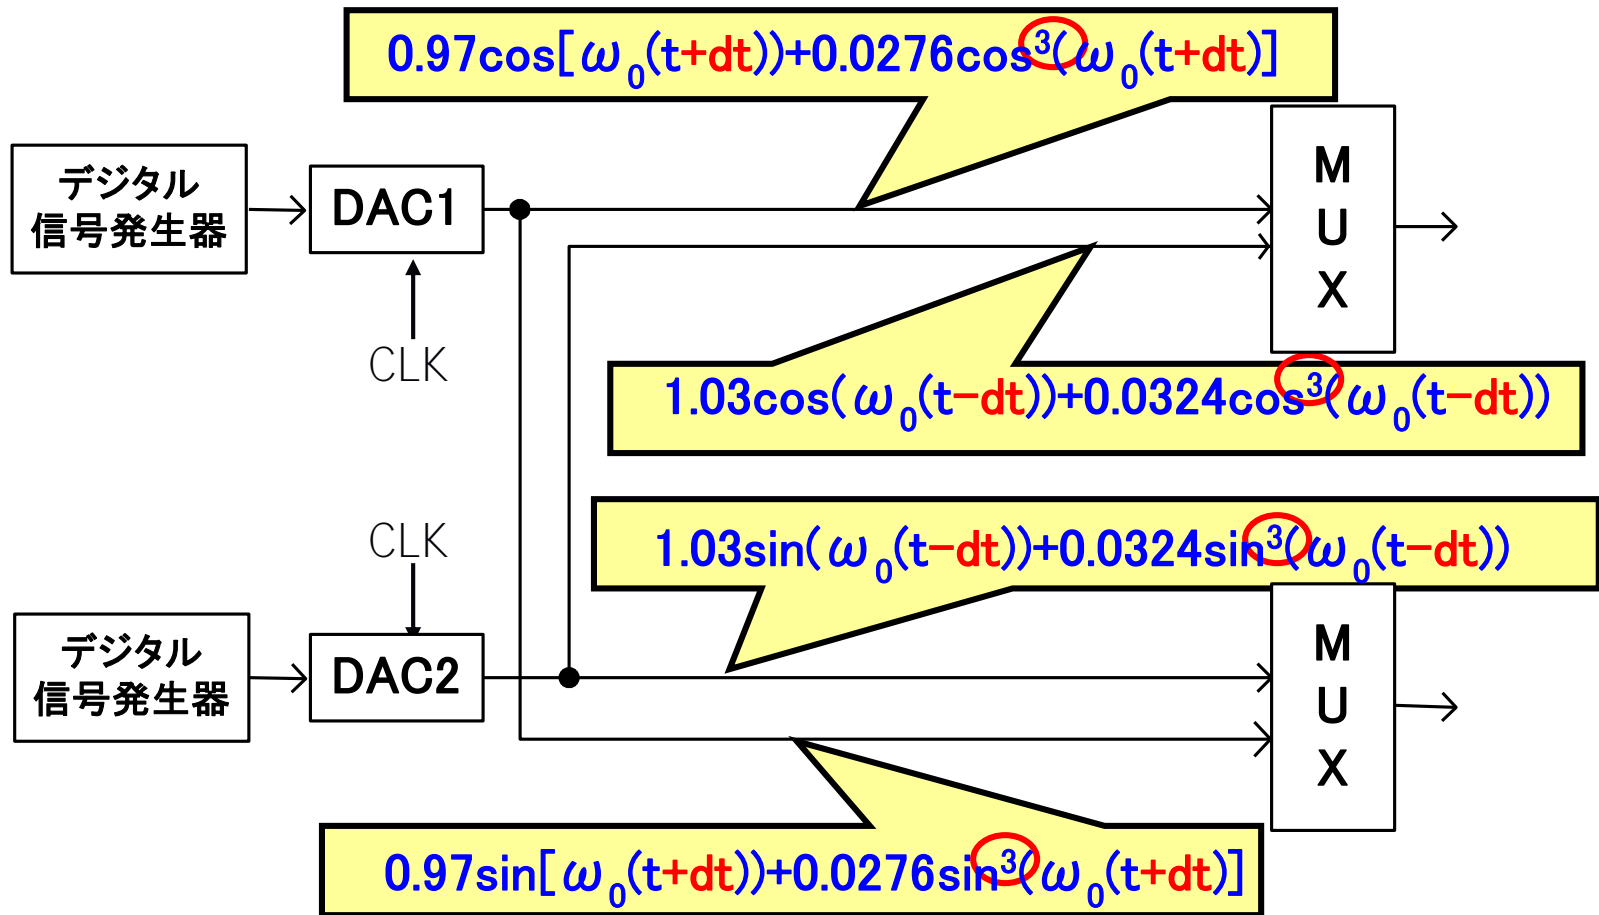 0.97cos[ω₀(t+dt))+0.0276cos³(ω₀(t+dt)]
デジタル
信号発生器
DAC1
CLK
M
U
X
1.03cos(ω₀(t−dt))+0.0324cos³(ω₀(t−dt))
1.03sin(ω₀(t−dt))+0.0324sin³(ω₀(t−dt))
CLK
デジタル
信号発生器
DAC2
M
U
X
0.97sin[ω₀(t+dt))+0.0276sin³(ω₀(t+dt)]